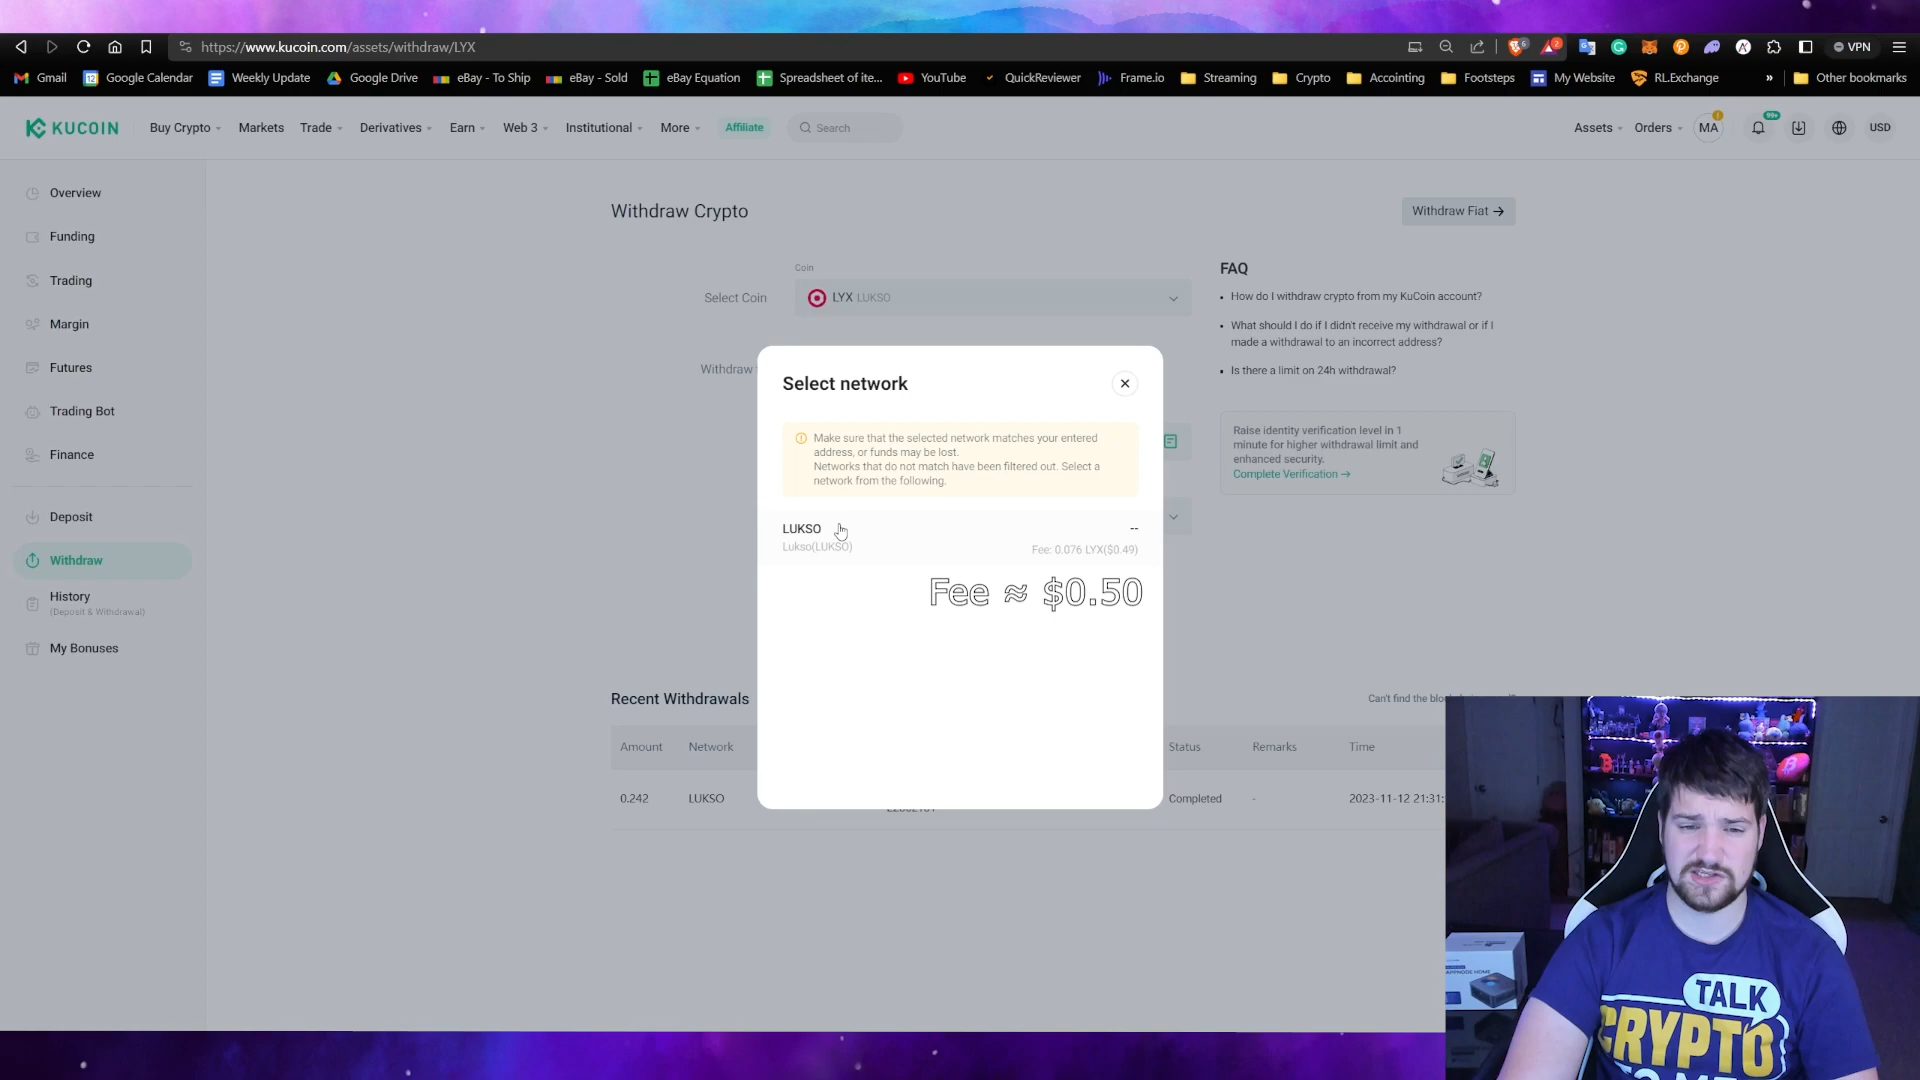 https://www.kucoin.com/assets/withdraw/LYX
VPN
Gmail
Google Calendar
Weekly Update
Google Drive
eBay - To Ship
eBay - Sold
eBay Equation
Spreadsheet of ite...
YouTube
QuickReviewer
Frame.io
Streaming
Crypto
Accointing
Footsteps
My Website
RL.Exchange
»
Other bookmarks
KUCOIN
Buy Crypto
Markets
Trade
Derivatives
Earn
Web 3
Institutional
More
Affiliate
Search
Assets
Orders
MA
99+
USD
Overview
Funding
Trading
Margin
Futures
Trading Bot
Finance
Deposit
Withdraw
History
(Deposit & Withdrawal)
My Bonuses
Withdraw Crypto
Withdraw Fiat →
Coin
Select Coin
LYX LUKSO
Withdraw
FAQ
• How do I withdraw crypto from my KuCoin account?
• What should I do if I didn't receive my withdrawal or if I
made a withdrawal to an incorrect address?
• Is there a limit on 24h withdrawal?
Raise identity verification level in 1
minute for higher withdrawal limit and
enhanced security.
Complete Verification →
Select network
Make sure that the selected network matches your entered
address, or funds may be lost.
Networks that do not match have been filtered out. Select a
network from the following.
LUKSO
--
Lukso(LUKSO)
Fee: 0.076 LYX($0.49)
Fee ≈ $0.50
Recent Withdrawals
Can't find the
Amount
Network
Status
Remarks
Time
0.242
LUKSO
Completed
-
2023-11-12 21:31:
TALK
CRYPTO
TO ME